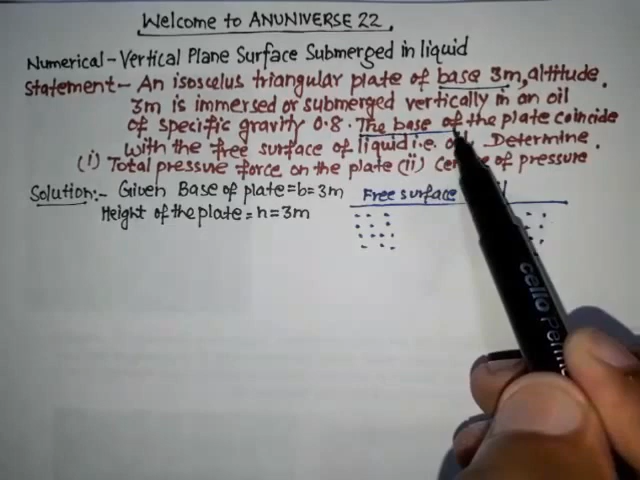 Welcome to ANUNIVERSE 22.
Numerical - Vertical Plane Surface Submerged in liquid
Statement - An isoscelus triangular plate of base 3m, altitude.
3m is immersed or submerged vertically in an oil
of specific gravity 0.8. The base of the plate coincide
with the free surface of liquid i.e. Determine.
(i) Total pressure force on the plate (ii) of pressure
Solution:- Given Base of plate = b = 3m Free surface
Height of the plate = h = 3m
cello